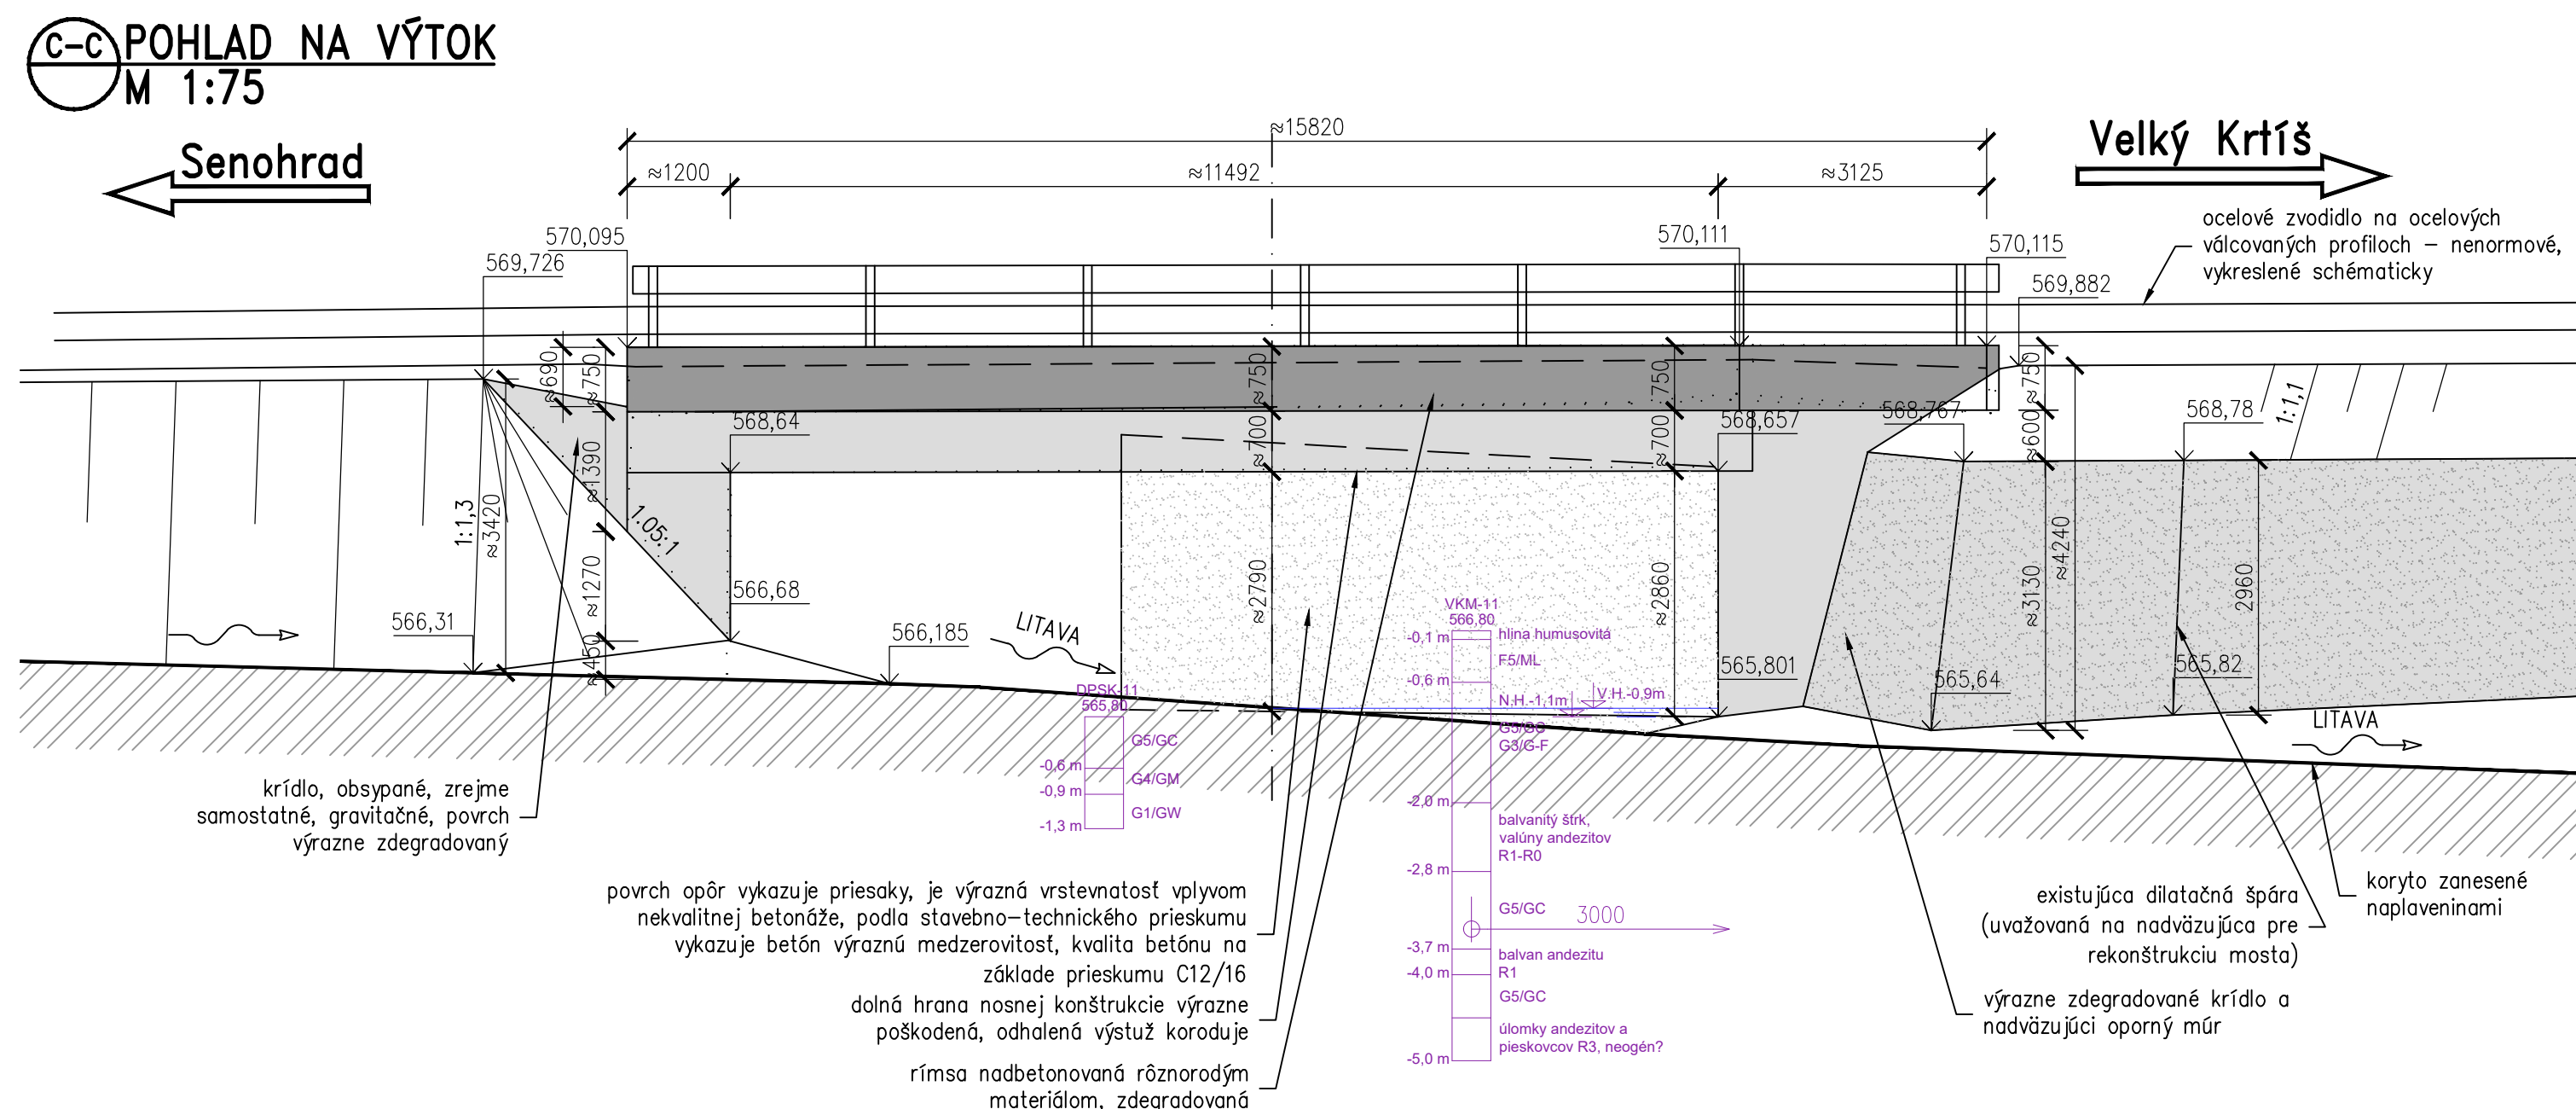 C-C POHLAD NA VÝTOK
M 1:75
Senohrad
Velký Krtíš
≈15820
≈1200
≈11492
≈3125
ocelové zvodidlo na ocelových
válcovaných profiloch – nenormové,
vykreslené schématicky
570,095
569,726
570,111
570,115
569,882
≈690
≈750
≈750
≈750
≈750
568,64
≈700
≈700
568,657
568,767
≈600
568,78
1:1,1
≈1390
1:1,3
≈3420
1.05:1
≈1270
≈450
566,68
566,31
566,185
LITAVA
≈2790
≈2860
≈3130
≈4240
2960
565,801
565,64
565,82
LITAVA
VKM-11
566,80
-0,1 m
hlina humusovitá
F5/ML
-0,6 m
N.H.-1,1m
V.H.-0,9m
G5/GC
G3/G-F
-2,0 m
balvanitý štrk,
valúny andezitov
R1-R0
-2,8 m
G5/GC
3000
-3,7 m
balvan andezitu
-4,0 m
R1
G5/GC
úlomky andezitov a
pieskovcov R3, neogén?
-5,0 m
DPSK-11
565,80
G5/GC
-0,6 m
G4/GM
-0,9 m
G1/GW
-1,3 m
krídlo, obsypané, zrejme
samostatné, gravitačné, povrch
výrazne zdegradovaný
povrch opôr vykazuje priesaky, je výrazná vrstevnatosť vplyvom
nekvalitnej betonáže, podla stavebno-technického prieskumu
vykazuje betón výraznú medzerovitosť, kvalita betónu na
základe prieskumu C12/16
dolná hrana nosnej konštrukcie výrazne
poškodená, odhalená výstuž koroduje
rímsa nadbetonovaná rôznorodým
materiálom, zdegradovaná
existujúca dilatačná špára
(uvažovaná na nadväzujúca pre
rekonštrukciu mosta)
koryto zanesené
naplaveninami
výrazne zdegradované krídlo a
nadväzujúci oporný múr